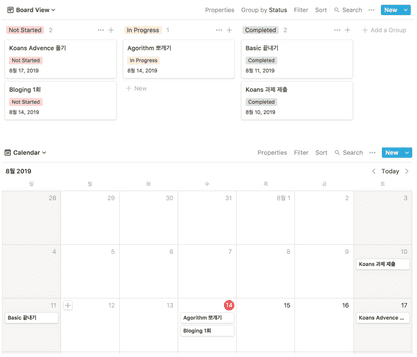 Board View
Properties Group by Status Filter Sort Search ... New
Not Started 2 ... +
In Progress 1 ... +
Completed 2 ... +
+ Add a Group
Koans Advence 풀기
Not Started
8월 17, 2019
Agorithm 뽀개기
In Progress
8월 14, 2019
Basic 끝내기
Completed
8월 11, 2019
Bloging 1회
Not Started
8월 14, 2019
+ New
Koans 과제 제출
Completed
8월 10, 2019
Calendar
Properties Filter Sort Search ... New
8월 2019
< Today >
일 월 화 수 목 금 토
28 29 30 31 8월 1 2 3
4 5 6 7 8 9 10
Koans 과제 제출
11 + 12 13 14 15 16 17
Basic 끝내기
Agorithm 뽀개기
Koans Advence ...
Bloging 1회